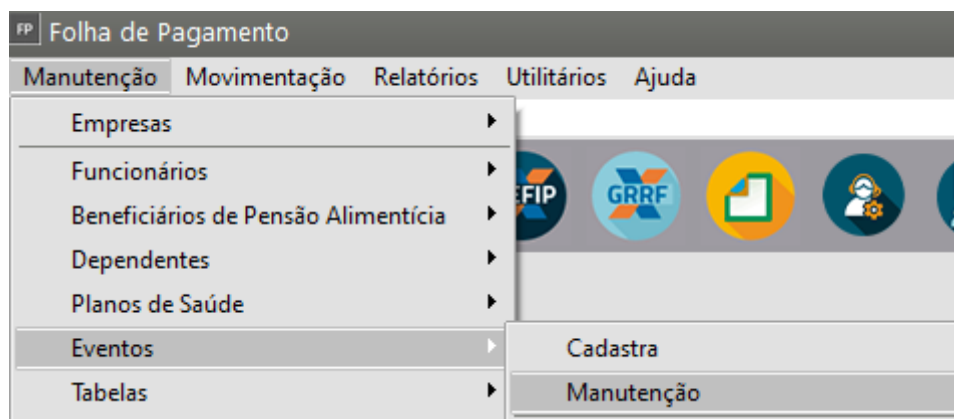 FP Folha de Pagamento
Manutenção Movimentação Relatórios Utilitários Ajuda
Empresas
Funcionários
Beneficiários de Pensão Alimentícia
Dependentes
Planos de Saúde
Eventos
Tabelas
EFIP
GRRF
Cadastra
Manutenção